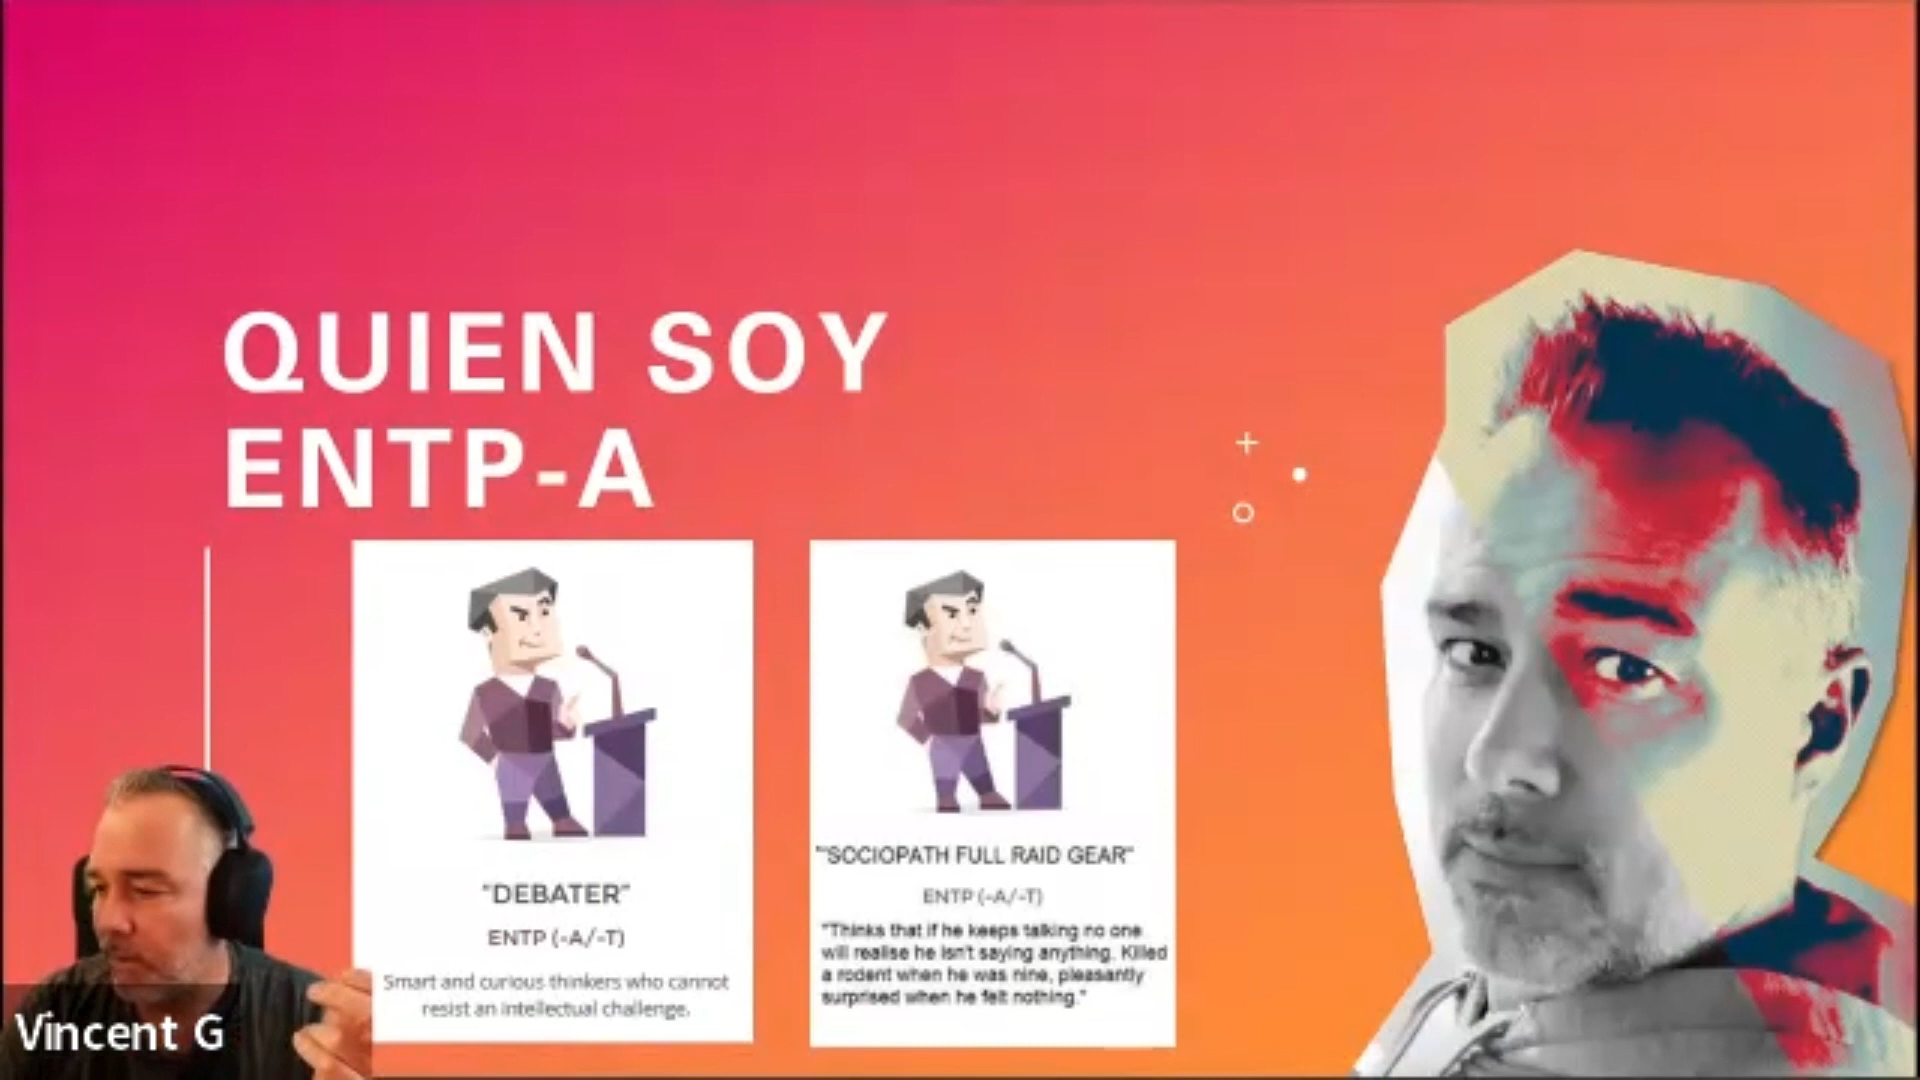 QUIEN SOY
ENTP-A
"DEBATER"
ENTP (-A/-T)
Smart and curious thinkers who cannot
resist an intellectual challenge.
"'SOCIOPATH FULL RAID GEAR"
ENTP (-A/-T)
"Thinks that if he keeps talking no one
will realise he isn't saying anything. Killed
a rodent when he was nine, pleasantly
surprised when he felt nothing."
Vincent G